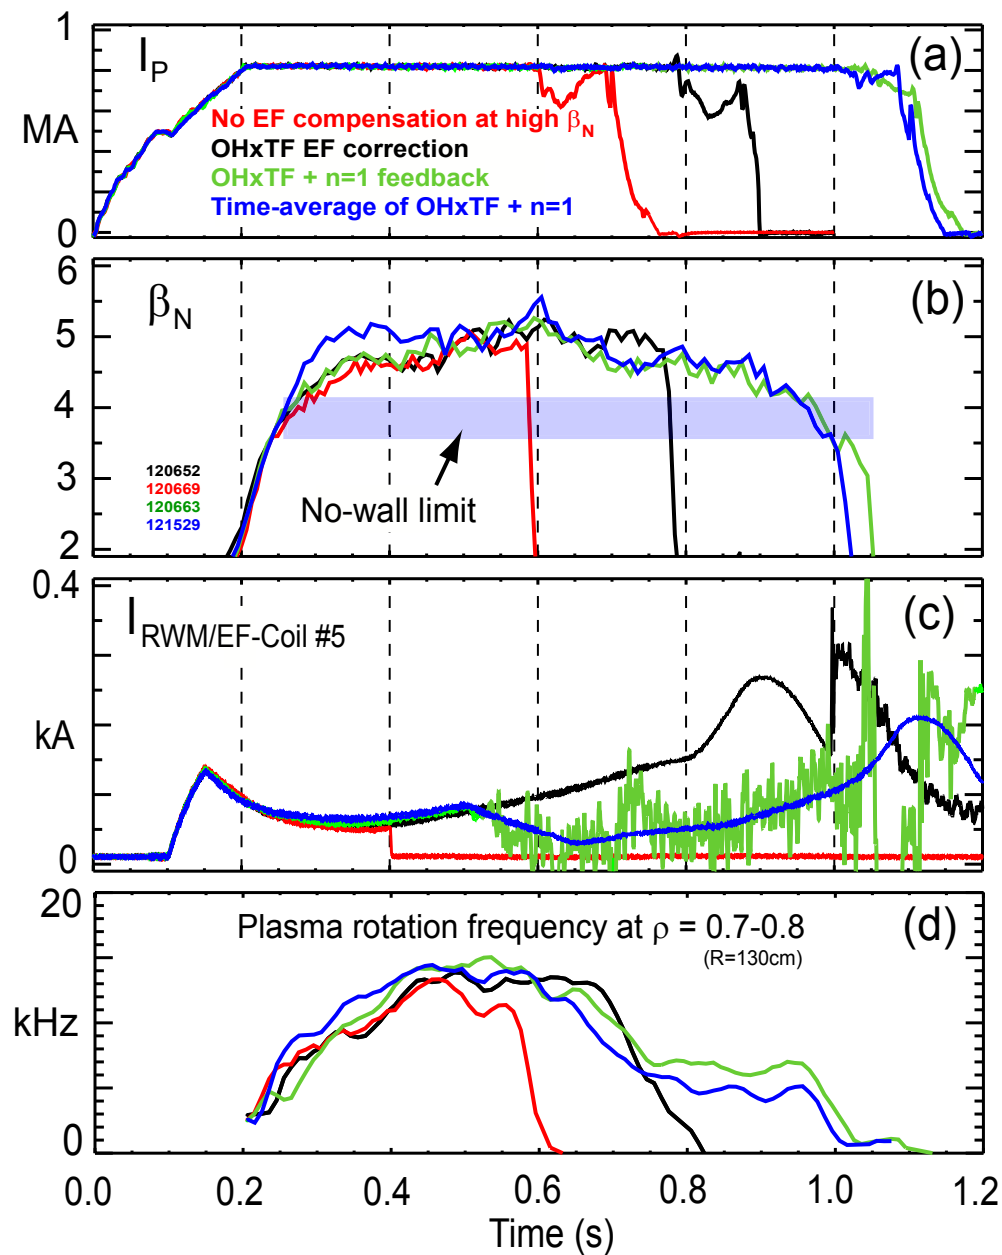 1
I_P
(a)
MA
No EF compensation at high β_N
OHxTF EF correction
OHxTF + n=1 feedback
Time-average of OHxTF + n=1
0
6
β_N
(b)
5
4
3
120652
120669
120663
121529
No-wall limit
2
0.4
I_RWM/EF-Coil #5
(c)
kA
0
20
Plasma rotation frequency at ρ = 0.7-0.8
(R=130cm)
(d)
kHz
0
0.0 0.2 0.4 0.6 0.8 1.0 1.2
Time (s)